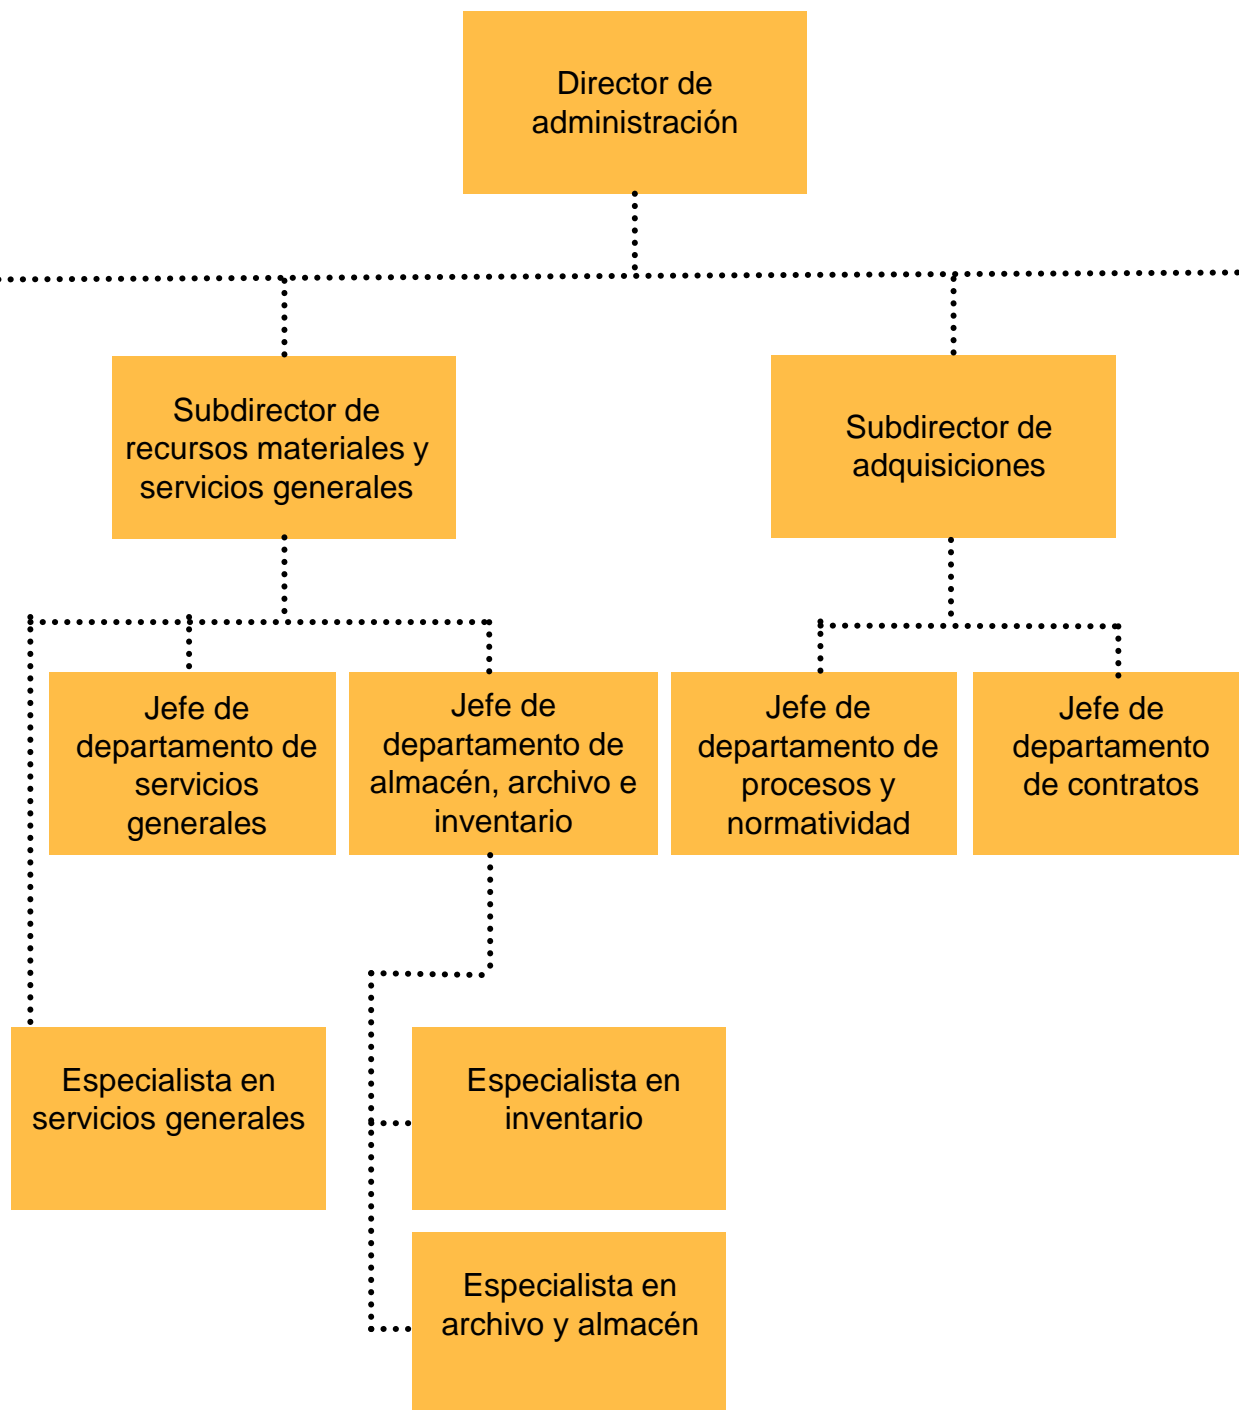 Director de
administración
Subdirector de
recursos materiales y
servicios generales
Subdirector de
adquisiciones
Jefe de
departamento de
servicios
generales
Jefe de
departamento de
almacén, archivo e
inventario
Jefe de
departamento de
procesos y
normatividad
Jefe de
departamento
de contratos
Especialista en
servicios generales
Especialista en
inventario
Especialista en
archivo y almacén